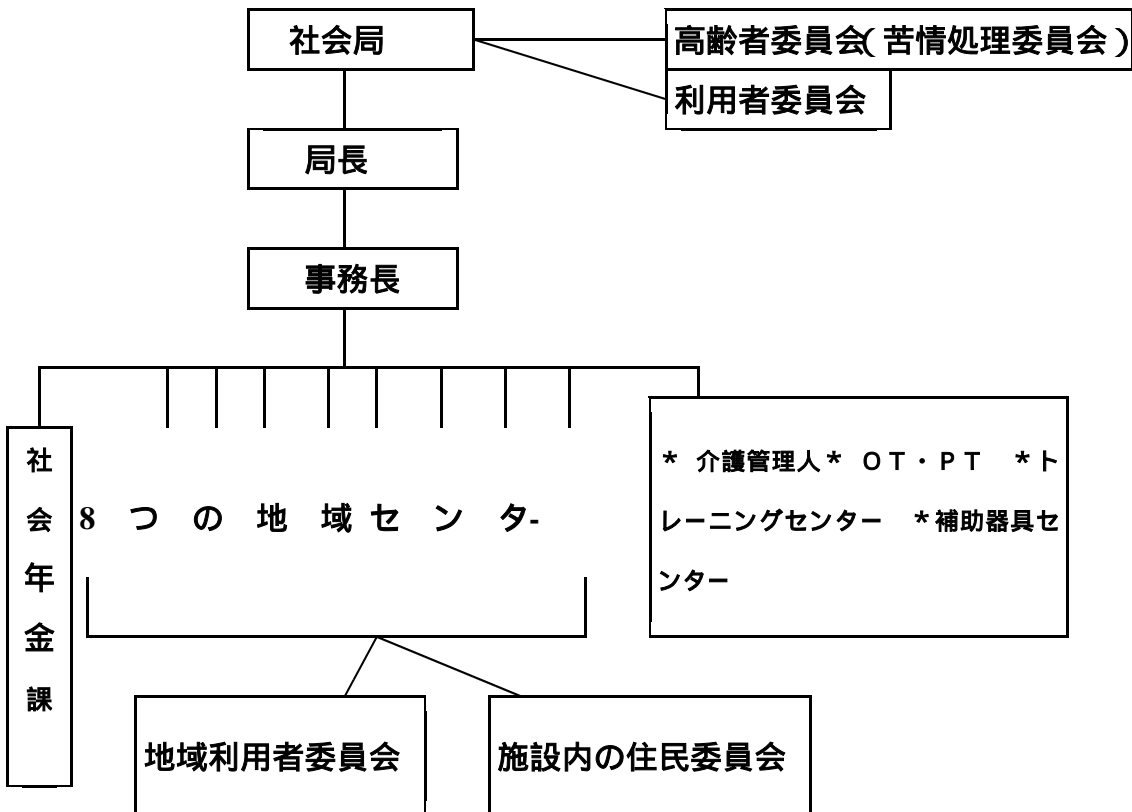 社会局
高齢者委員会(苦情処理委員会)
利用者委員会
局長
事務長
社会年金課
8つの地域センタ-
* 介護管理人* OT・PT *ト
レーニングセンター *補助器具セ
ンター
地域利用者委員会
施設内の住民委員会